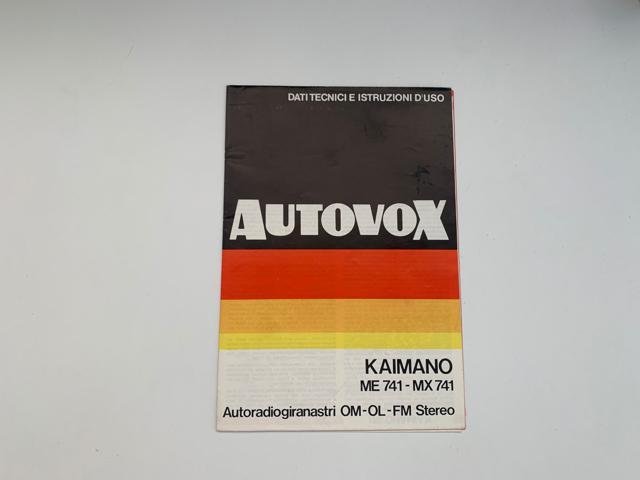 DATI TECNICI E ISTRUZIONI D'USO
AUTOVOX
KAIMANO
ME 741 - MX 741
Autoradiogiranastri OM-OL-FM Stereo